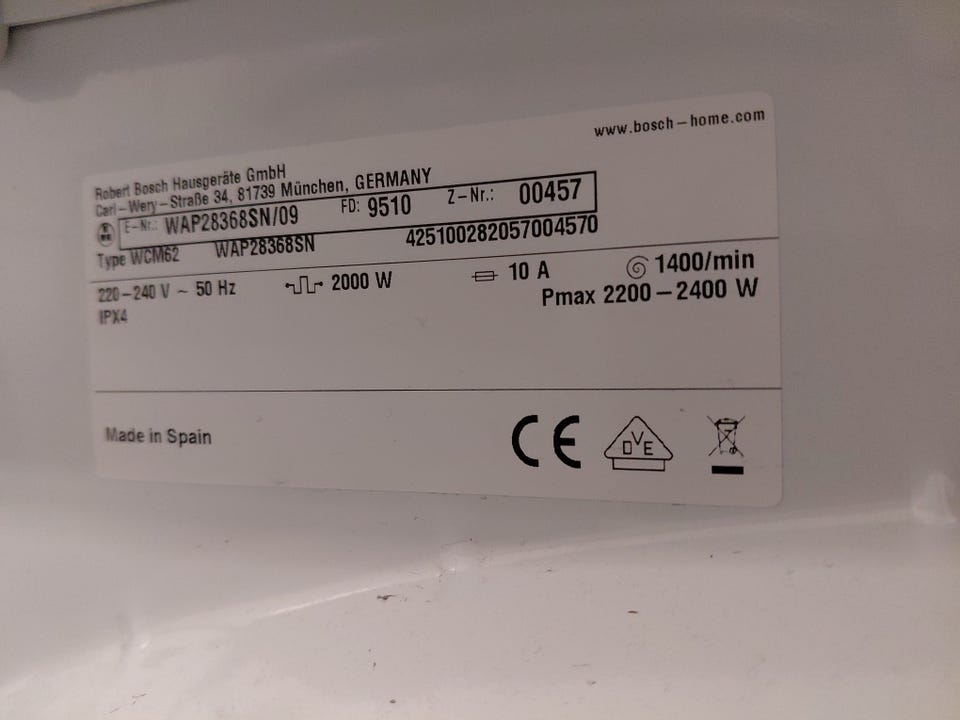 www.bosch-home.com
Robert Bosch Hausgeräte GmbH
Carl-Wery-Straße 34, 81739 München, GERMANY
E-Nr.: WAP28368SN/09 FD: 9510 Z-Nr.: 00457
Type WCM62 WAP28368SN 425100282057004570
220-240 V ~ 50 Hz 2000 W 10 A 1400/min
IPX4 Pmax 2200-2400 W
Made in Spain CE DVE